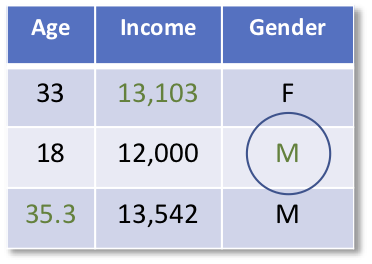 Age Income Gender
33 13,103 F
18 12,000 M
35.3 13,542 M